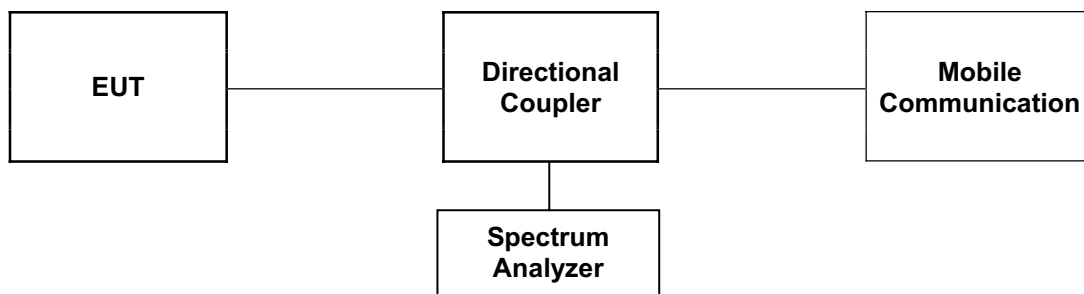 EUT
Directional
Coupler
Mobile
Communication
Spectrum
Analyzer